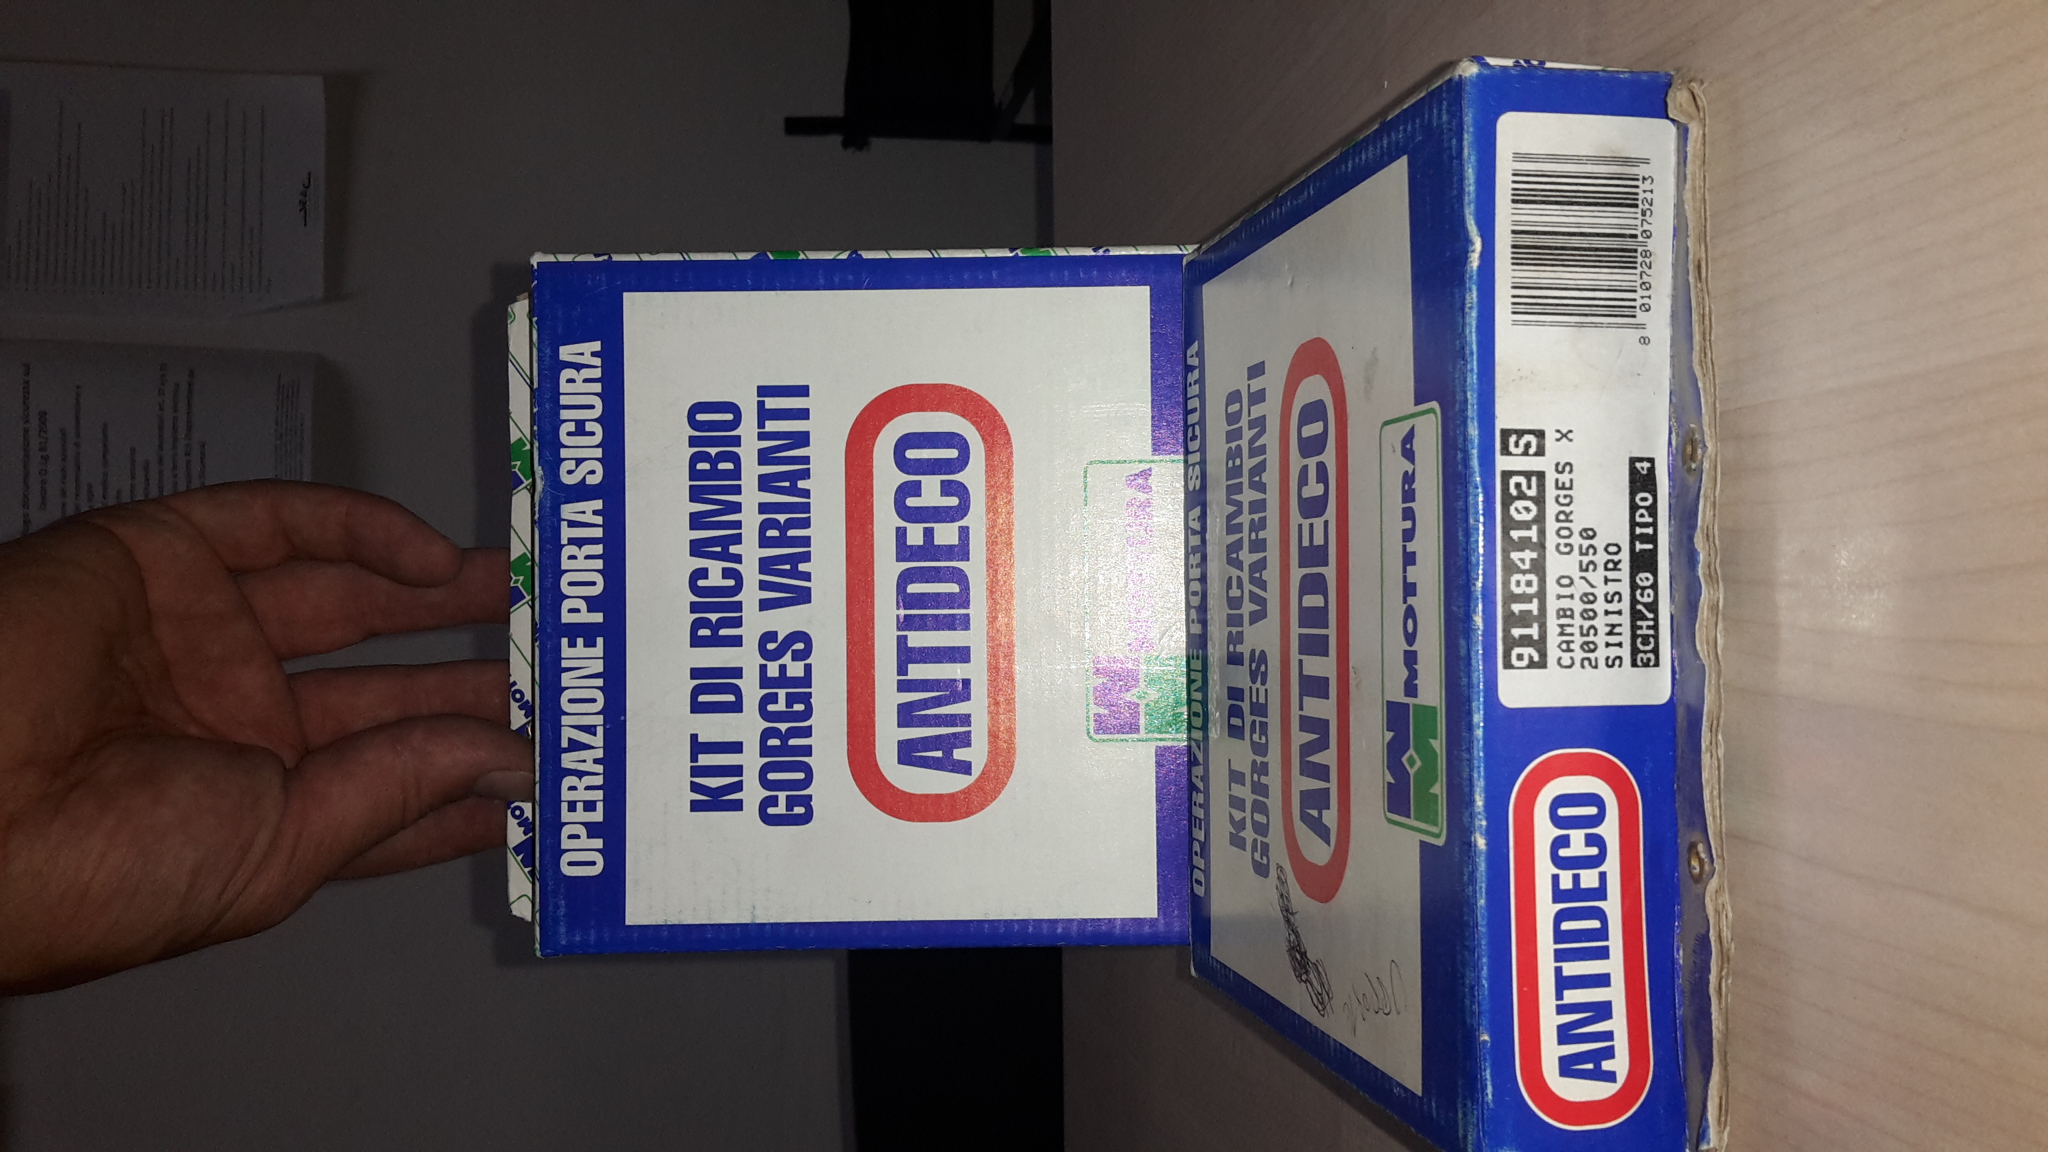 OPERAZIONE PORTA SICURA
KIT DI RICAMBIO
GORGES VARIANTI
ANTIDECO
MOTTURA
OPERAZIONE PORTA SICURA
KIT DI RICAMBIO
GORGES VARIANTI
ANTIDECO
MOTTURA
ANTIDECO
91184102 S
CAMBIO GORGES X
20500/550
SINISTRO
3CH/60 TIPO 4
8 010728 075213